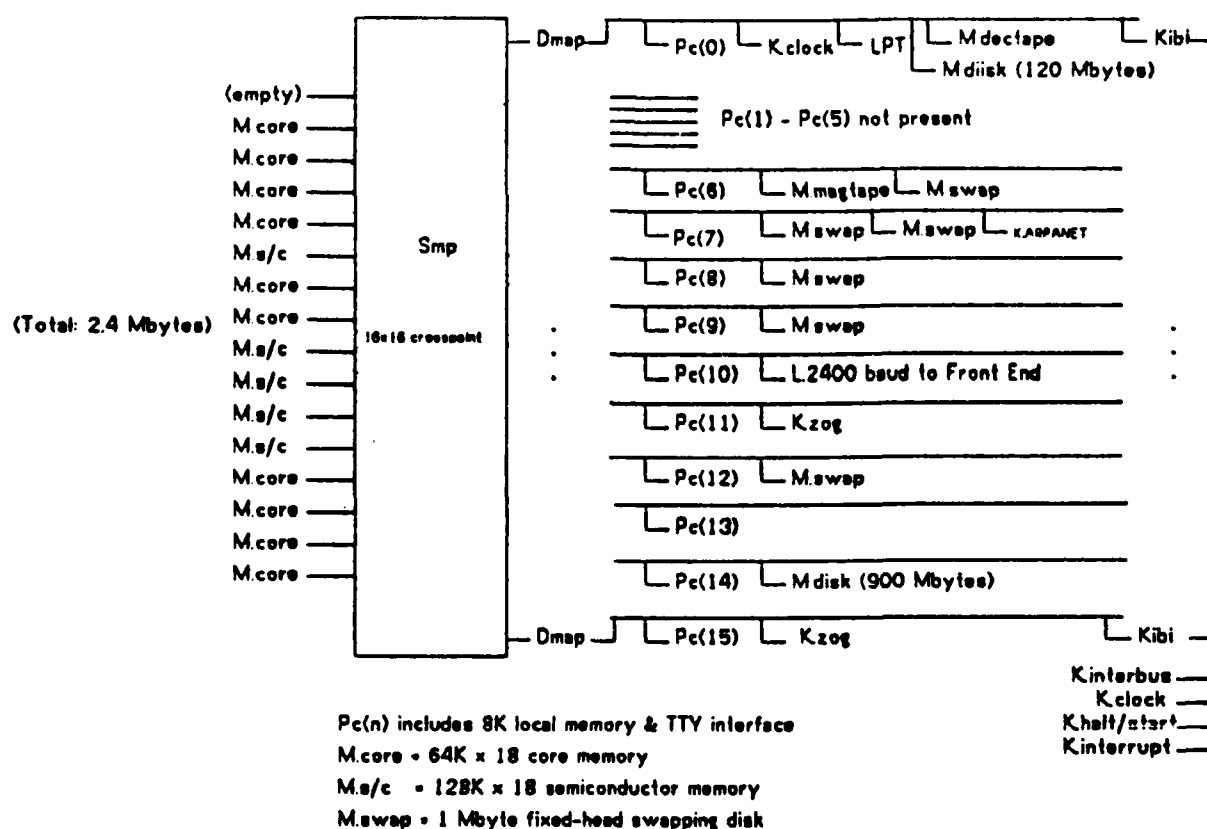 Dmap
Pc(0) K.clock LPT M.dectape Kibi
M.diisk (120 Mbytes)
(empty)
M.core
Pc(1) - Pc(5) not present
M.core
M.core
Pc(6) M.magtape M.swap
M.core
Pc(7) M.swap M.swap K.ARPANET
Smp
M.s/c
Pc(8) M.swap
M.core
(Total: 2.4 Mbytes)
M.core
Pc(9) M.swap
16x16 crosspoint
M.s/c
M.s/c
Pc(10) L.2400 baud to Front End
M.s/c
Pc(11) K.zog
M.s/c
M.core
Pc(12) M.swap
M.core
Pc(13)
M.core
M.core
Pc(14) M.disk (900 Mbytes)
Dmap
Pc(15) K.zog Kibi
K.interbus
K.clock
K.halt/start
K.interrupt
Pc(n) includes 8K local memory & TTY interface
M.core = 64K x 18 core memory
M.s/c = 128K x 18 semiconductor memory
M.swap = 1 Mbyte fixed-head swapping disk